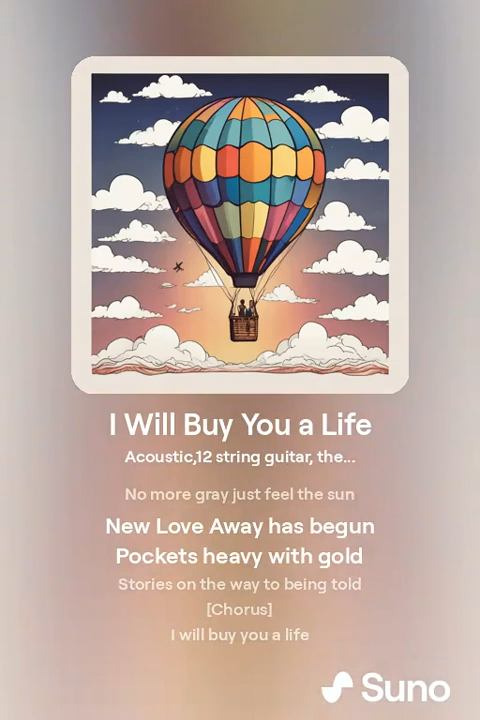 I Will Buy You a Life
Acoustic,12 string guitar, the...
No more gray just feel the sun
New Love Away has begun
Pockets heavy with gold
Stories on the way to being told
[Chorus]
I will buy you a life
Suno